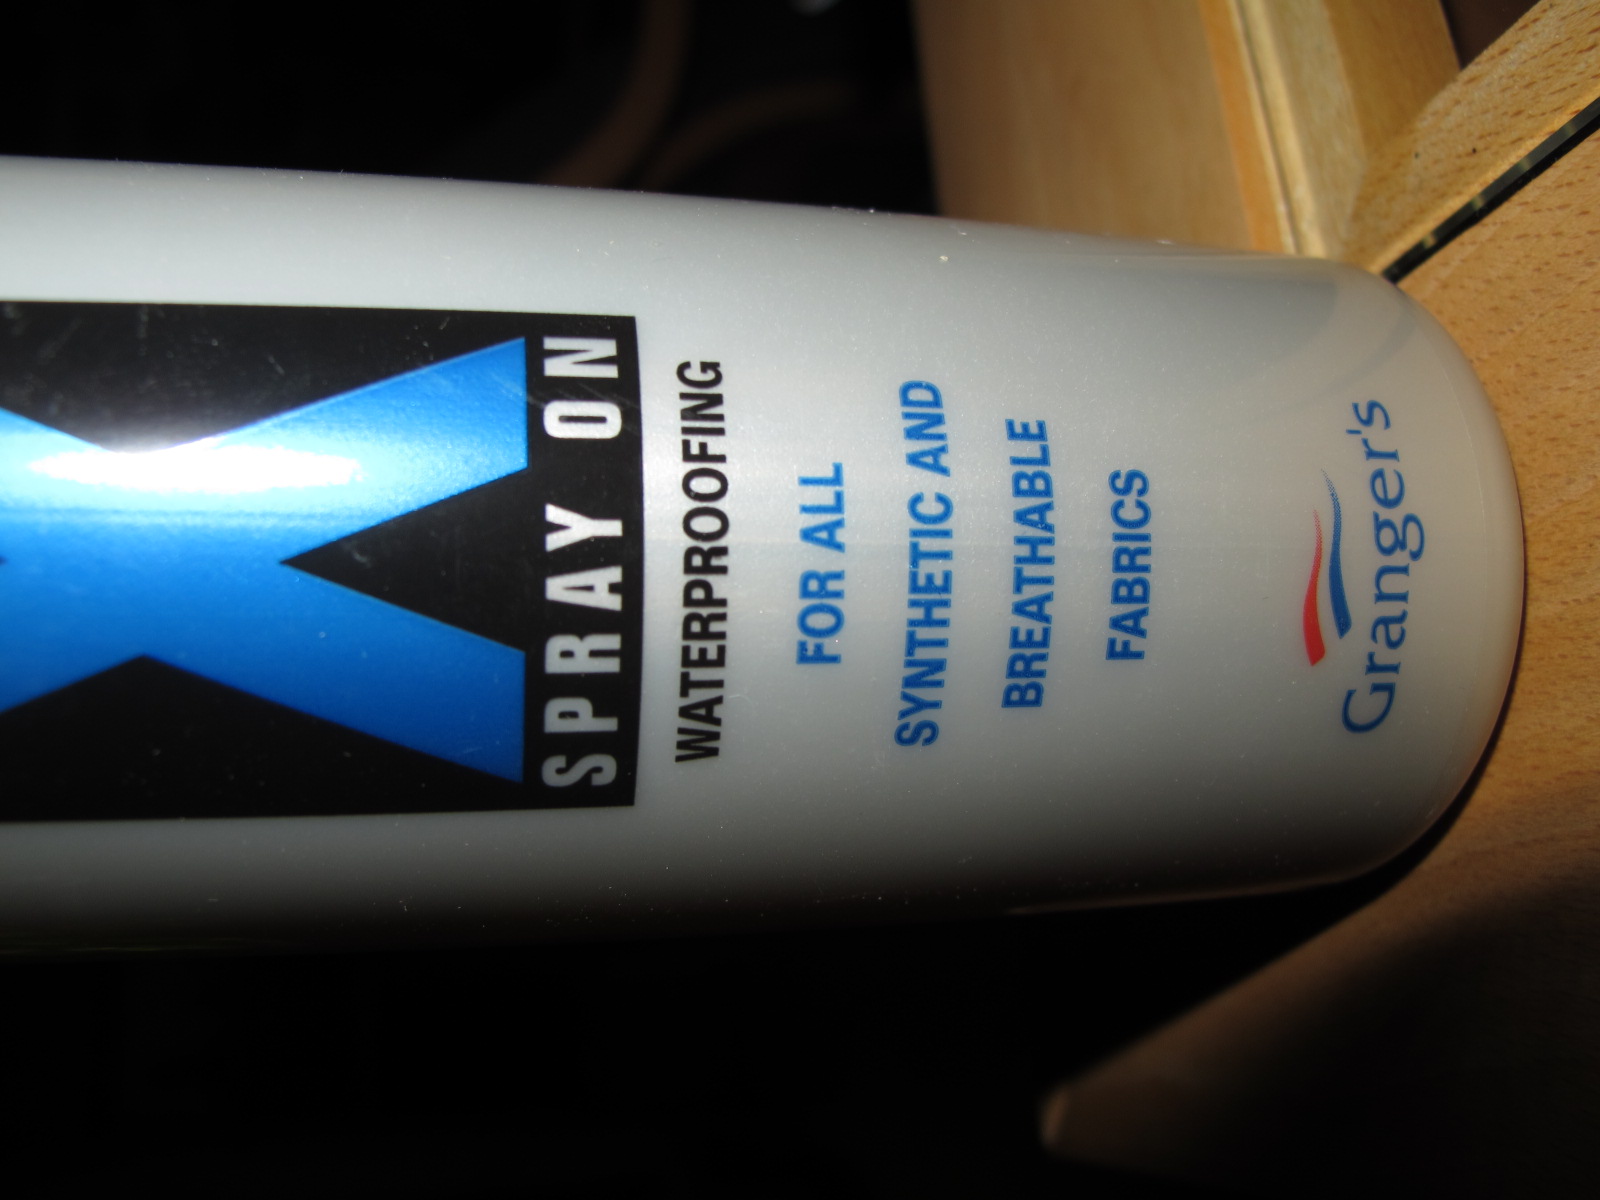 X
SPRAY ON
WATERPROOFING
FOR ALL
SYNTHETIC AND
BREATHABLE
FABRICS
Granger's